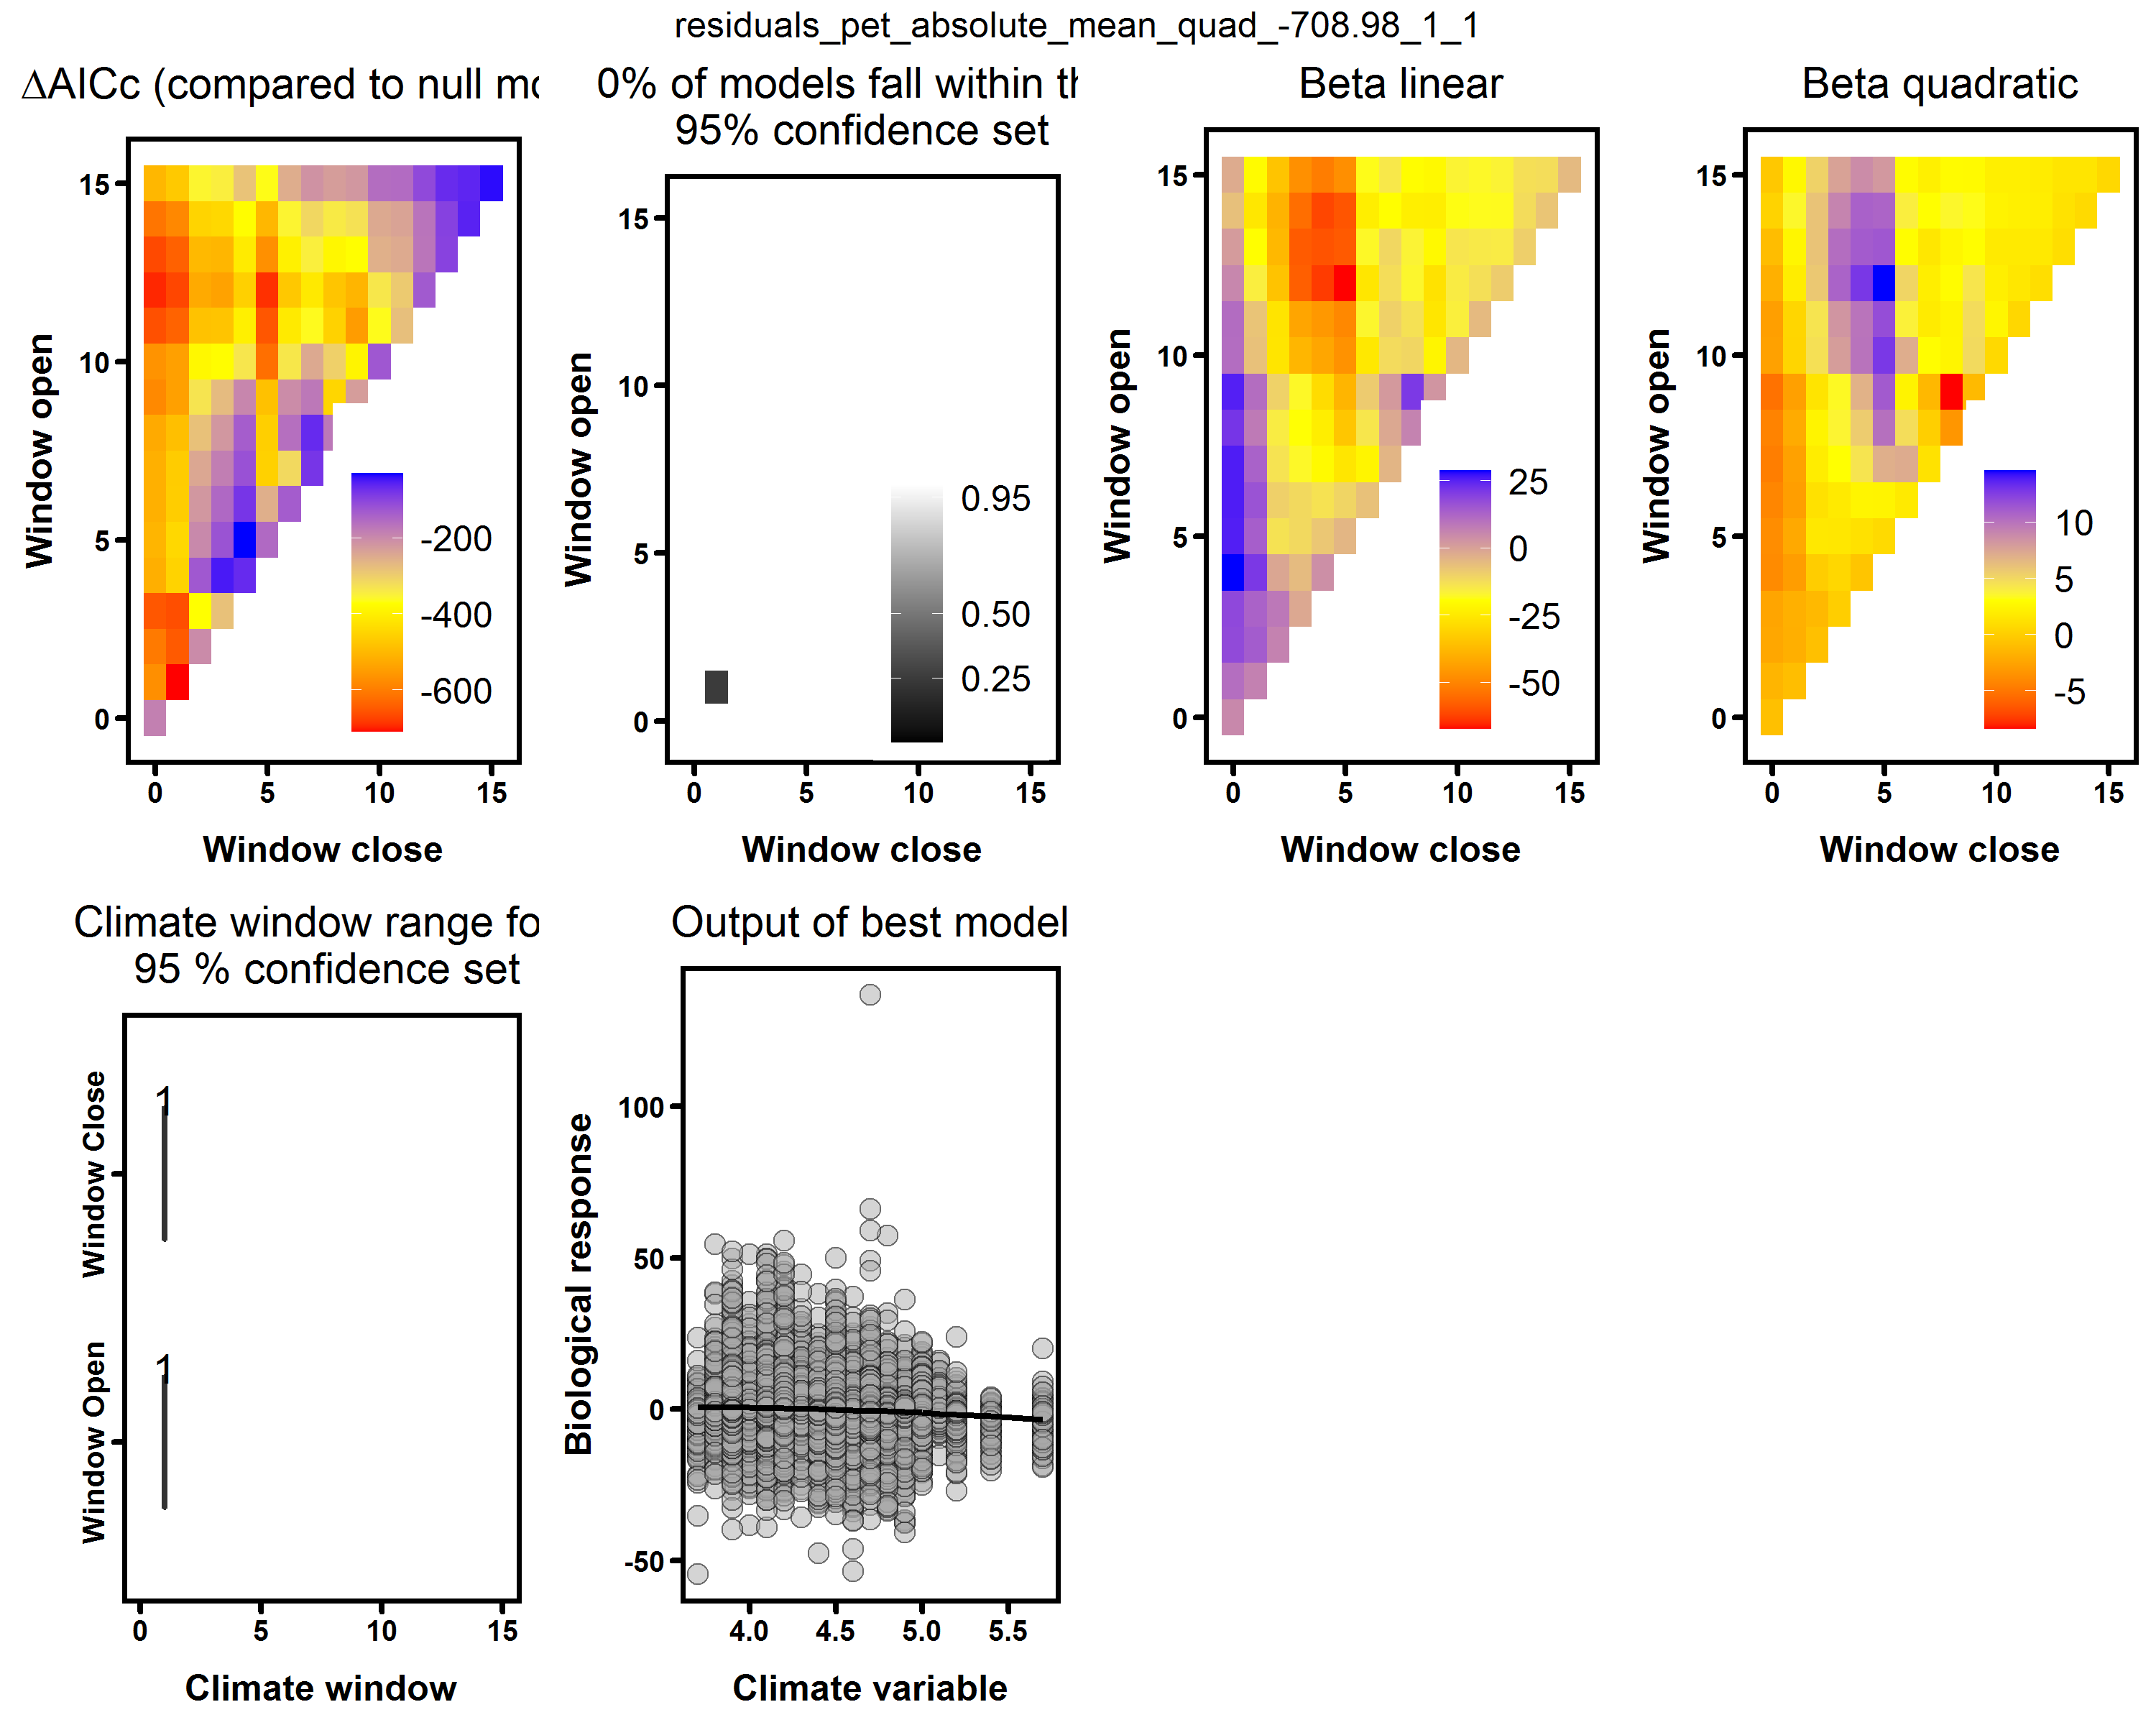 residuals_pet_absolute_mean_quad_-708.98_1_1
ΔAICc (compared to null mo
15
10
5
0
0 5 10 15
Window open
Window close
-200
-400
-600
0% of models fall within th
95% confidence set
15
10
5
0
0 5 10 15
Window open
Window close
0.95
0.50
0.25
Beta linear
15
10
5
0
0 5 10 15
Window open
Window close
25
0
-25
-50
Beta quadratic
15
10
5
0
0 5 10 15
Window open
Window close
10
5
0
-5
Climate window range fo
95 % confidence set
Window Close
Window Open
1
1
0 5 10 15
Climate window
Output of best model
Biological response
100
50
0
-50
4.0 4.5 5.0 5.5
Climate variable